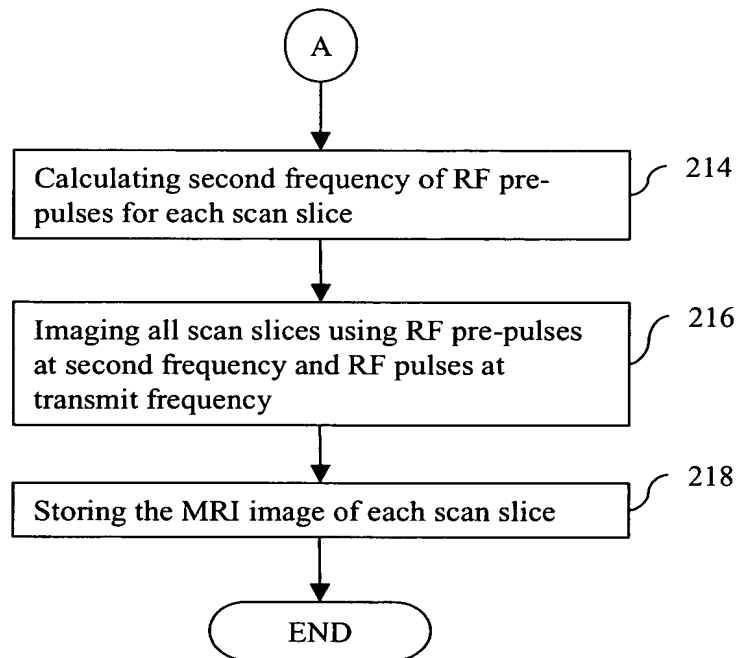 A
Calculating second frequency of RF pre-
pulses for each scan slice
214
Imaging all scan slices using RF pre-pulses
at second frequency and RF pulses at
transmit frequency
216
Storing the MRI image of each scan slice
218
END